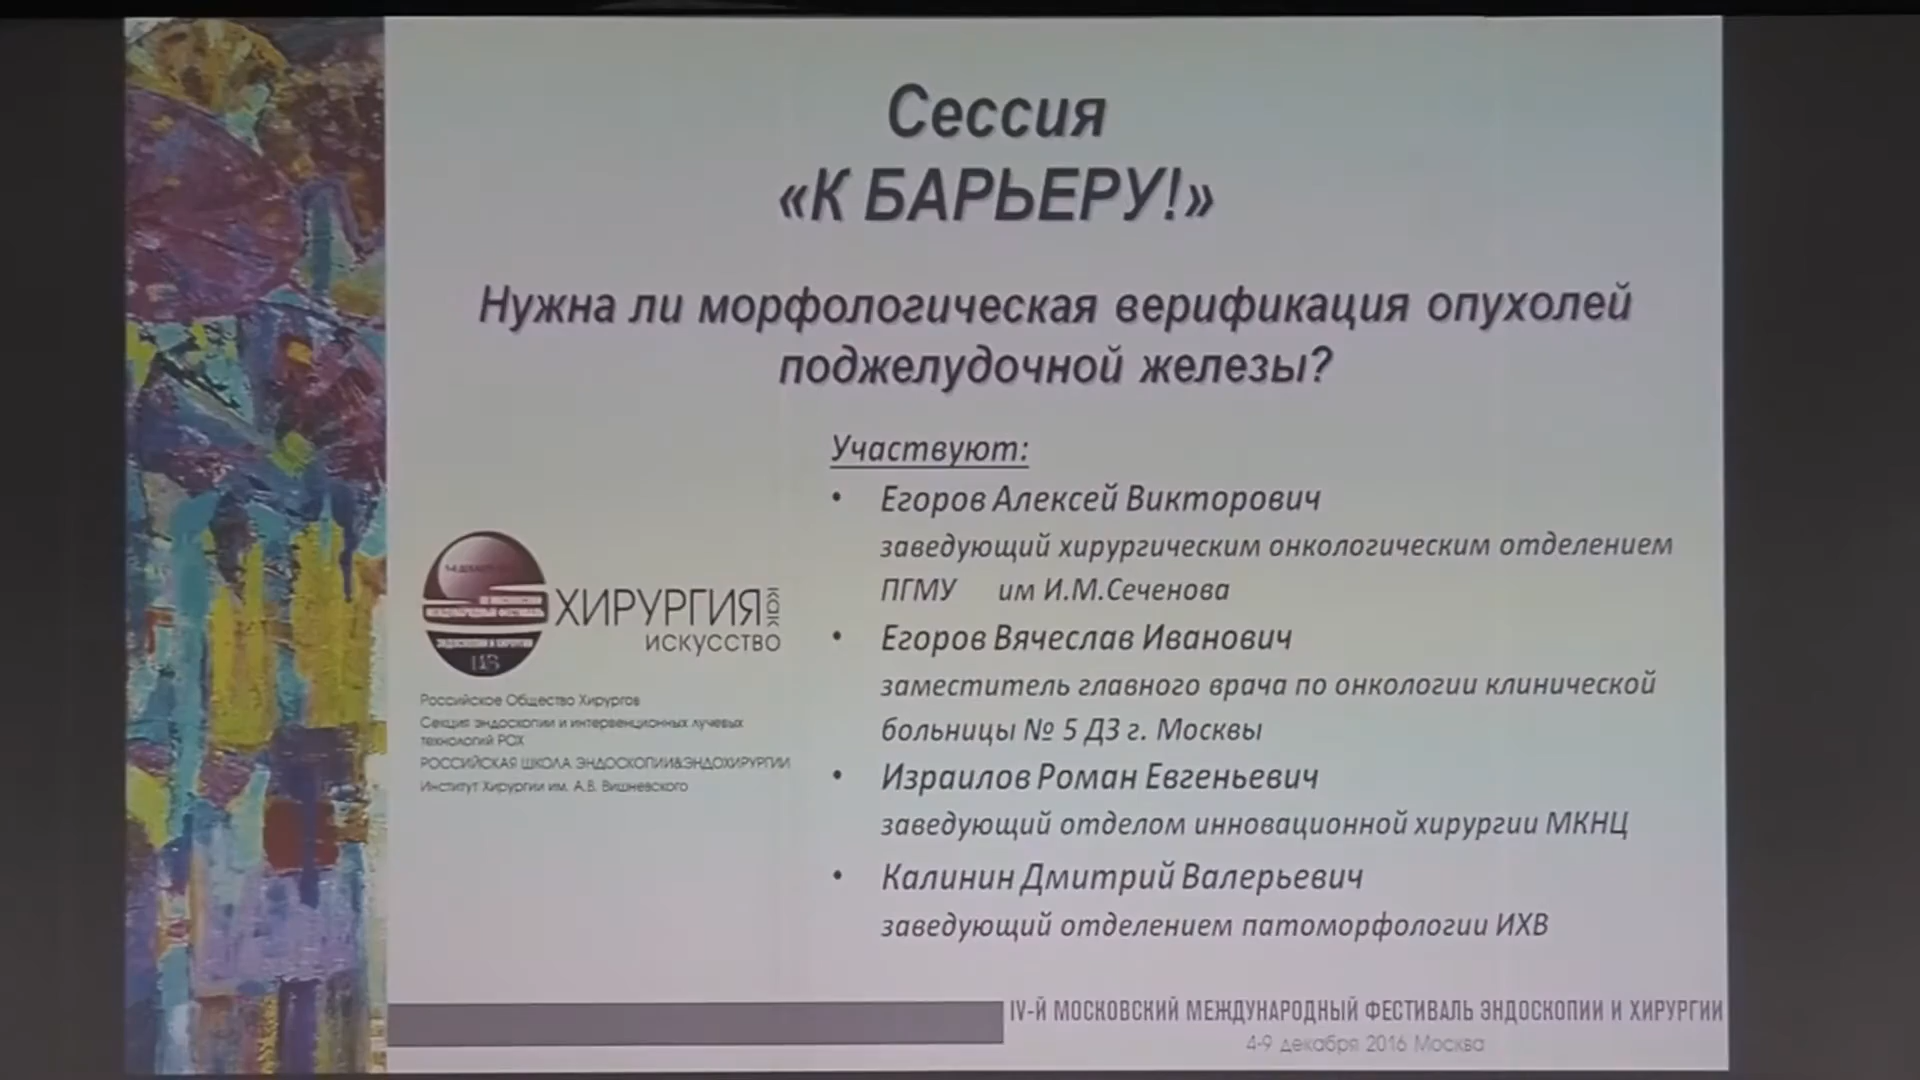 Сессия
«К БАРЬЕРУ!»
Нужна ли морфологическая верификация опухолей
поджелудочной железы?
Участвуют:
• Егоров Алексей Викторович
заведующий хирургическим онкологическим отделением
ПГМУ им И.М.Сеченова
• Егоров Вячеслав Иванович
заместитель главного врача по онкологии клинической
больницы № 5 ДЗ г. Москвы
• Израилов Роман Евгеньевич
заведующий отделом инновационной хирургии МКНЦ
• Калинин Дмитрий Валерьевич
заведующий отделением патоморфологии ИХВ
МЕЖДУНАРОДНЫЙ ФЕСТИВАЛЬ
ЭНДОСКОПИИ И ХИРУРГИИ
ХИРУРГИЯ
как
ИСКУССТВО
Российское Общество Хирургов
Секция эндоскопии и интервенционных лучевых
технологий РОХ
РОССИЙСКАЯ ШКОЛА ЭНДОСКОПИИ&ЭНДОХИРУРГИИ
Институт Хирургии им. А.В. Вишневского
IV-Й МОСКОВСКИЙ МЕЖДУНАРОДНЫЙ ФЕСТИВАЛЬ ЭНДОСКОПИИ И ХИРУРГИИ
4-9 декабря 2016 Москва